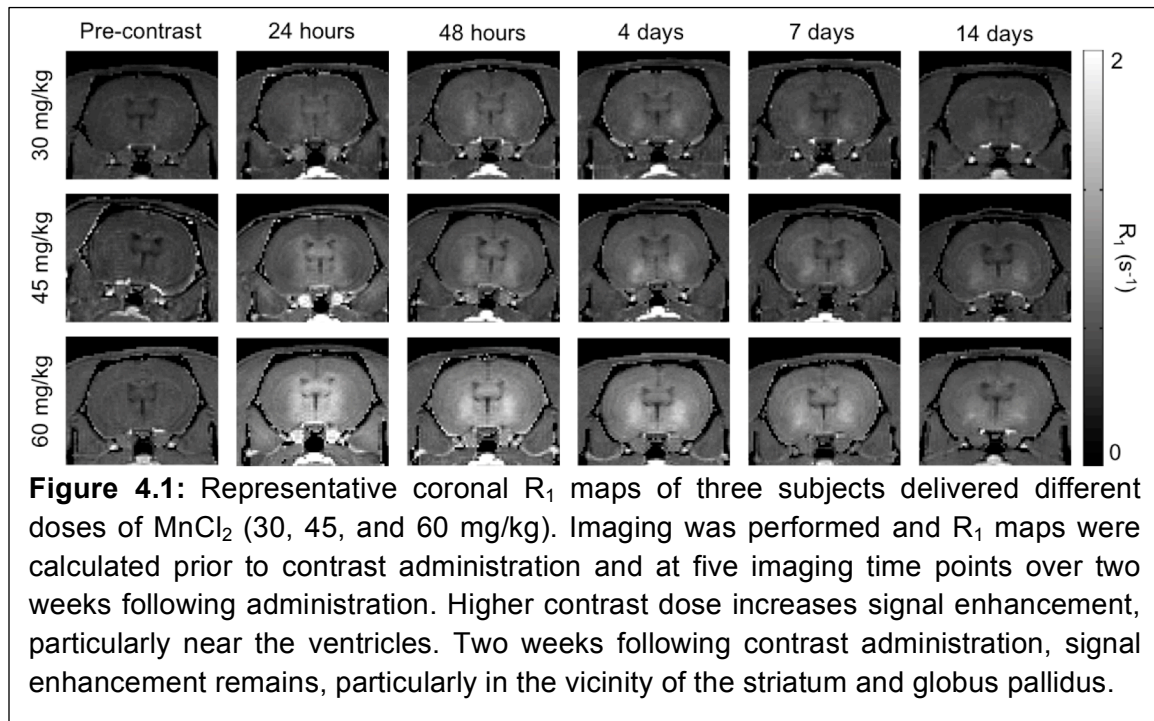 Pre-contrast 24 hours 48 hours 4 days 7 days 14 days
30 mg/kg
45 mg/kg
60 mg/kg
2
R₁ (s⁻¹)
0
Figure 4.1: Representative coronal R₁ maps of three subjects delivered different
doses of MnCl₂ (30, 45, and 60 mg/kg). Imaging was performed and R₁ maps were
calculated prior to contrast administration and at five imaging time points over two
weeks following administration. Higher contrast dose increases signal enhancement,
particularly near the ventricles. Two weeks following contrast administration, signal
enhancement remains, particularly in the vicinity of the striatum and globus pallidus.